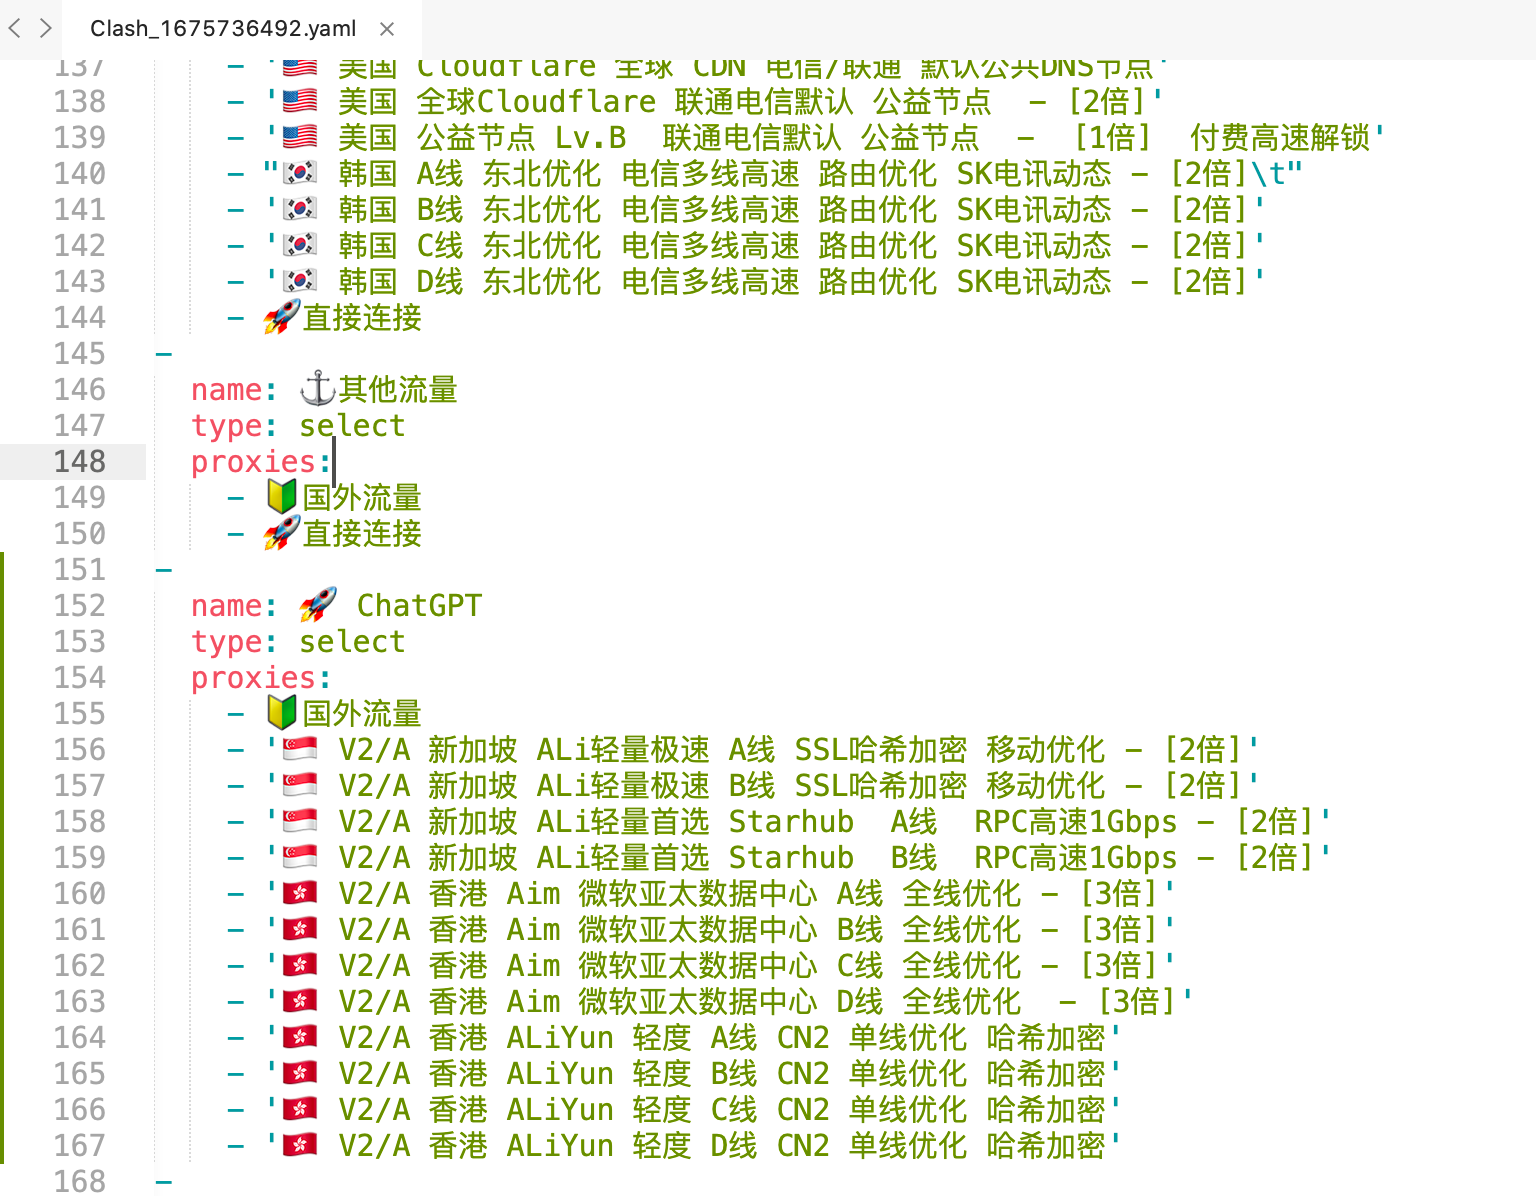 Clash_1675736492.yaml ×
137 - '🇺🇸 美国 Cloudflare 全球 CDN 电信/联通 默认公共DNS节点'
138 - '🇺🇸 美国 全球Cloudflare 联通电信默认 公益节点  - [2倍]'
139 - '🇺🇸 美国 公益节点 Lv.B  联通电信默认 公益节点  -  [1倍]  付费高速解锁'
140 - "🇰🇷 韩国 A线 东北优化 电信多线高速 路由优化 SK电讯动态 - [2倍]\t"
141 - '🇰🇷 韩国 B线 东北优化 电信多线高速 路由优化 SK电讯动态 - [2倍]'
142 - '🇰🇷 韩国 C线 东北优化 电信多线高速 路由优化 SK电讯动态 - [2倍]'
143 - '🇰🇷 韩国 D线 东北优化 电信多线高速 路由优化 SK电讯动态 - [2倍]'
144 - 🚀直接连接
145 -
146 name: ⚓️其他流量
147 type: select
148 proxies:
149 - 🔰国外流量
150 - 🚀直接连接
151 -
152 name: 🚀 ChatGPT
153 type: select
154 proxies:
155 - 🔰国外流量
156 - '🇸🇬 V2/A 新加坡 ALi轻量极速 A线 SSL哈希加密 移动优化 - [2倍]'
157 - '🇸🇬 V2/A 新加坡 ALi轻量极速 B线 SSL哈希加密 移动优化 - [2倍]'
158 - '🇸🇬 V2/A 新加坡 ALi轻量首选 Starhub  A线  RPC高速1Gbps - [2倍]'
159 - '🇸🇬 V2/A 新加坡 ALi轻量首选 Starhub  B线  RPC高速1Gbps - [2倍]'
160 - '🇭🇰 V2/A 香港 Aim 微软亚太数据中心 A线 全线优化 - [3倍]'
161 - '🇭🇰 V2/A 香港 Aim 微软亚太数据中心 B线 全线优化 - [3倍]'
162 - '🇭🇰 V2/A 香港 Aim 微软亚太数据中心 C线 全线优化 - [3倍]'
163 - '🇭🇰 V2/A 香港 Aim 微软亚太数据中心 D线 全线优化  - [3倍]'
164 - '🇭🇰 V2/A 香港 ALiYun 轻度 A线 CN2 单线优化 哈希加密'
165 - '🇭🇰 V2/A 香港 ALiYun 轻度 B线 CN2 单线优化 哈希加密'
166 - '🇭🇰 V2/A 香港 ALiYun 轻度 C线 CN2 单线优化 哈希加密'
167 - '🇭🇰 V2/A 香港 ALiYun 轻度 D线 CN2 单线优化 哈希加密'
168 -